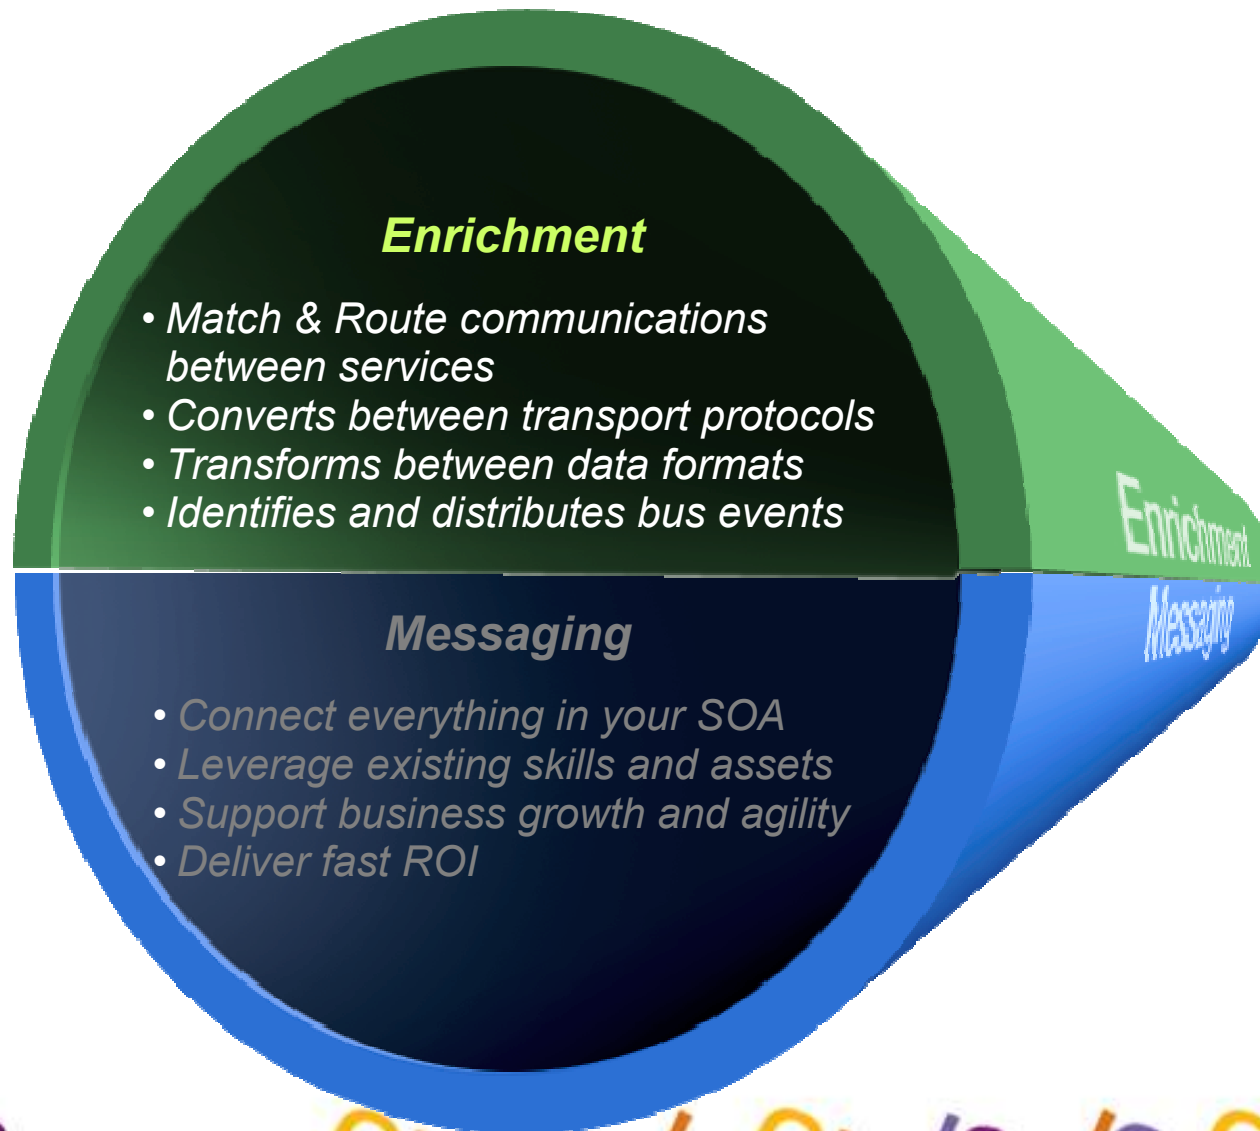 Enrichment
• Match & Route communications
between services
• Converts between transport protocols
• Transforms between data formats
• Identifies and distributes bus events
Enrichment
Messaging
Messaging
• Connect everything in your SOA
• Leverage existing skills and assets
• Support business growth and agility
• Deliver fast ROI